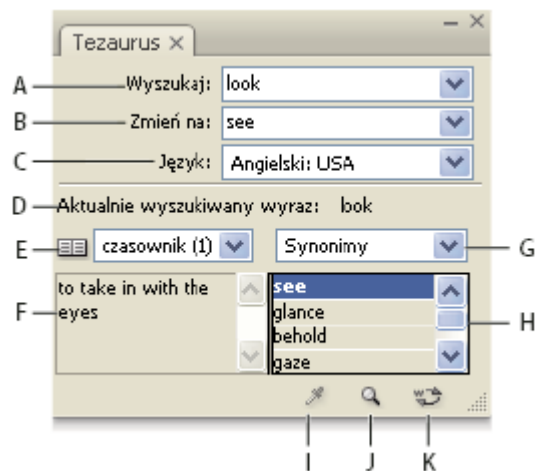 Tezaurus
A Wyszukaj: look
B Zmień na: see
C Język: Angielski: USA
D Aktualnie wyszukiwany wyraz: look
E czasownik (1) Synonimy G
to take in with the see
F eyes glance H
behold
gaze
I J K